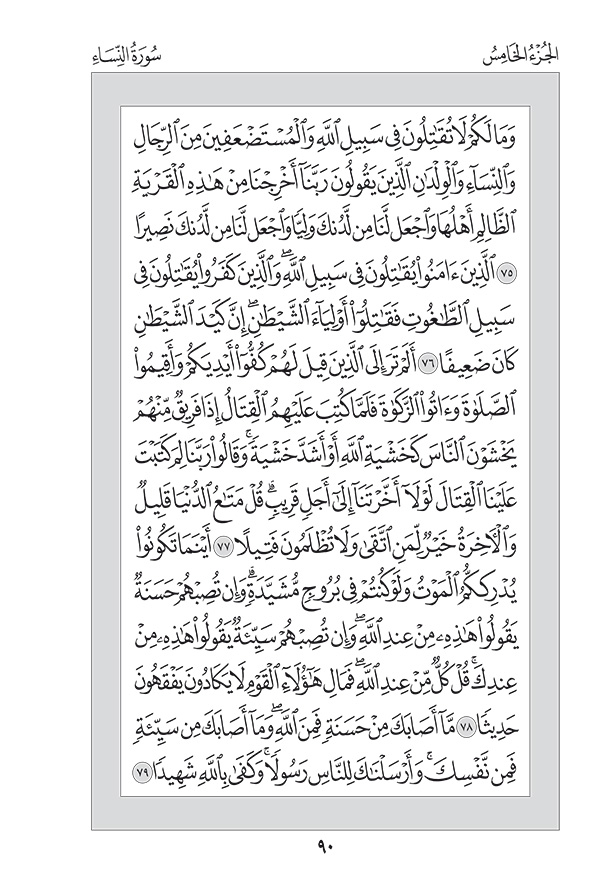 الجُزْءُ الخَامِسُ
سُورَةُ النِّسَاءِ
وَمَا لَكُمۡ لَا تُقَٰتِلُونَ فِي سَبِيلِ ٱللَّهِ وَٱلۡمُسۡتَضۡعَفِينَ مِنَ ٱلرِّجَالِ
وَٱلنِّسَآءِ وَٱلۡوِلۡدَٰنِ ٱلَّذِينَ يَقُولُونَ رَبَّنَآ أَخۡرِجۡنَا مِنۡ هَٰذِهِ ٱلۡقَرۡيَةِ
ٱلظَّالِمِ أَهۡلُهَا وَٱجۡعَل لَّنَا مِن لَّدُنكَ وَلِيّٗا وَٱجۡعَل لَّنَا مِن لَّدُنكَ نَصِيرًا
٧٥ ٱلَّذِينَ ءَامَنُواْ يُقَٰتِلُونَ فِي سَبِيلِ ٱللَّهِۖ وَٱلَّذِينَ كَفَرُواْ يُقَٰتِلُونَ فِي
سَبِيلِ ٱلطَّٰغُوتِ فَقَٰتِلُوٓاْ أَوۡلِيَآءَ ٱلشَّيۡطَٰنِۖ إِنَّ كَيۡدَ ٱلشَّيۡطَٰنِ
كَانَ ضَعِيفًا ٧٦ أَلَمۡ تَرَ إِلَى ٱلَّذِينَ قِيلَ لَهُمۡ كُفُّوٓاْ أَيۡدِيَكُمۡ وَأَقِيمُواْ
ٱلصَّلَوٰةَ وَءَاتُواْ ٱلزَّكَوٰةَ فَلَمَّا كُتِبَ عَلَيۡهِمُ ٱلۡقِتَالُ إِذَا فَرِيقٞ مِّنۡهُمۡ
يَخۡشَوۡنَ ٱلنَّاسَ كَخَشۡيَةِ ٱللَّهِ أَوۡ أَشَدَّ خَشۡيَةٗۚ وَقَالُواْ رَبَّنَا لِمَ كَتَبۡتَ
عَلَيۡنَا ٱلۡقِتَالَ لَوۡلَآ أَخَّرۡتَنَآ إِلَىٰٓ أَجَلٖ قَرِيبٖۗ قُلۡ مَتَٰعُ ٱلدُّنۡيَا قَلِيلٞ
وَٱلۡأٓخِرَةُ خَيۡرٞ لِّمَنِ ٱتَّقَىٰ وَلَا تُظۡلَمُونَ فَتِيلًا ٧٧ أَيۡنَمَا تَكُونُواْ
يُدۡرِككُّمُ ٱلۡمَوۡتُ وَلَوۡ كُنتُمۡ فِي بُرُوجٖ مُّشَيَّدَةٖۗ وَإِن تُصِبۡهُمۡ حَسَنَةٞ
يَقُولُواْ هَٰذِهِۦ مِنۡ عِندِ ٱللَّهِۖ وَإِن تُصِبۡهُمۡ سَيِّئَةٞ يَقُولُواْ هَٰذِهِۦ مِنۡ
عِندِكَۚ قُلۡ كُلّٞ مِّنۡ عِندِ ٱللَّهِۖ فَمَالِ هَٰٓؤُلَآءِ ٱلۡقَوۡمِ لَا يَكَادُونَ يَفۡقَهُونَ
حَدِيثٗا ٧٨ مَّآ أَصَابَكَ مِنۡ حَسَنَةٖ فَمِنَ ٱللَّهِۖ وَمَآ أَصَابَكَ مِن سَيِّئَةٖ
فَمِن نَّفۡسِكَۚ وَأَرۡسَلۡنَٰكَ لِلنَّاسِ رَسُولٗاۚ وَكَفَىٰ بِٱللَّهِ شَهِيدٗا ٧٩
٩٠